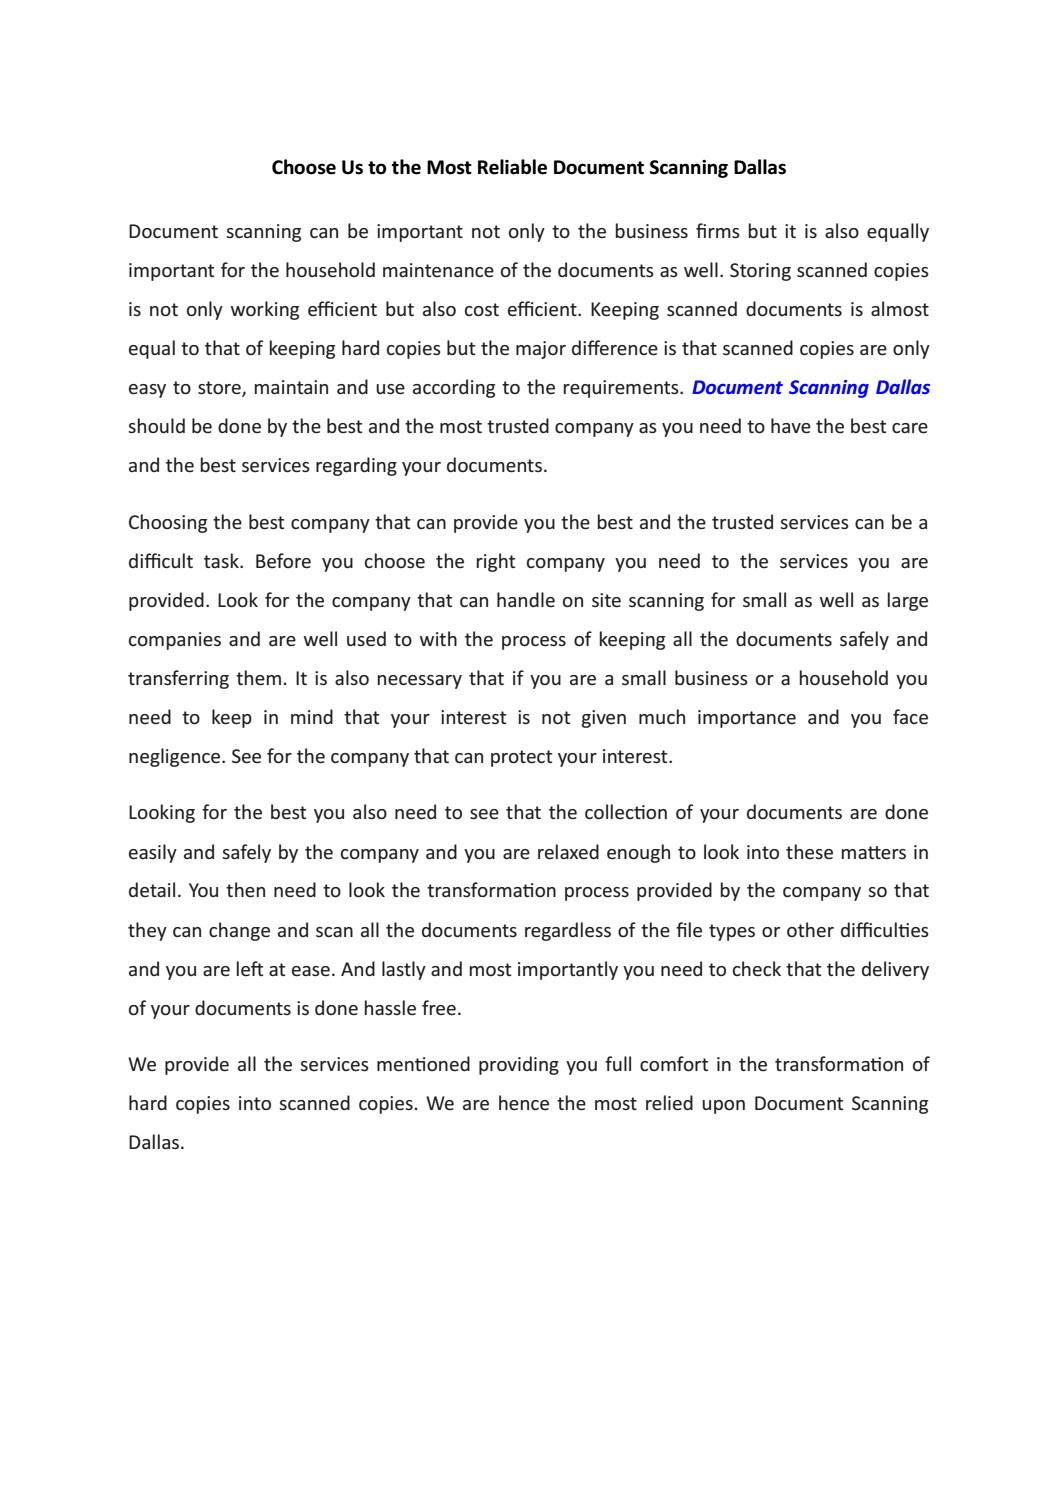 Choose Us to the Most Reliable Document Scanning Dallas
Document scanning can be important not only to the business firms but it is also equally
important for the household maintenance of the documents as well. Storing scanned copies
is not only working efficient but also cost efficient. Keeping scanned documents is almost
equal to that of keeping hard copies but the major difference is that scanned copies are only
easy to store, maintain and use according to the requirements. Document Scanning Dallas
should be done by the best and the most trusted company as you need to have the best care
and the best services regarding your documents.
Choosing the best company that can provide you the best and the trusted services can be a
difficult task. Before you choose the right company you need to the services you are
provided. Look for the company that can handle on site scanning for small as well as large
companies and are well used to with the process of keeping all the documents safely and
transferring them. It is also necessary that if you are a small business or a household you
need to keep in mind that your interest is not given much importance and you face
negligence. See for the company that can protect your interest.
Looking for the best you also need to see that the collection of your documents are done
easily and safely by the company and you are relaxed enough to look into these matters in
detail. You then need to look the transformation process provided by the company so that
they can change and scan all the documents regardless of the file types or other difficulties
and you are left at ease. And lastly and most importantly you need to check that the delivery
of your documents is done hassle free.
We provide all the services mentioned providing you full comfort in the transformation of
hard copies into scanned copies. We are hence the most relied upon Document Scanning
Dallas.